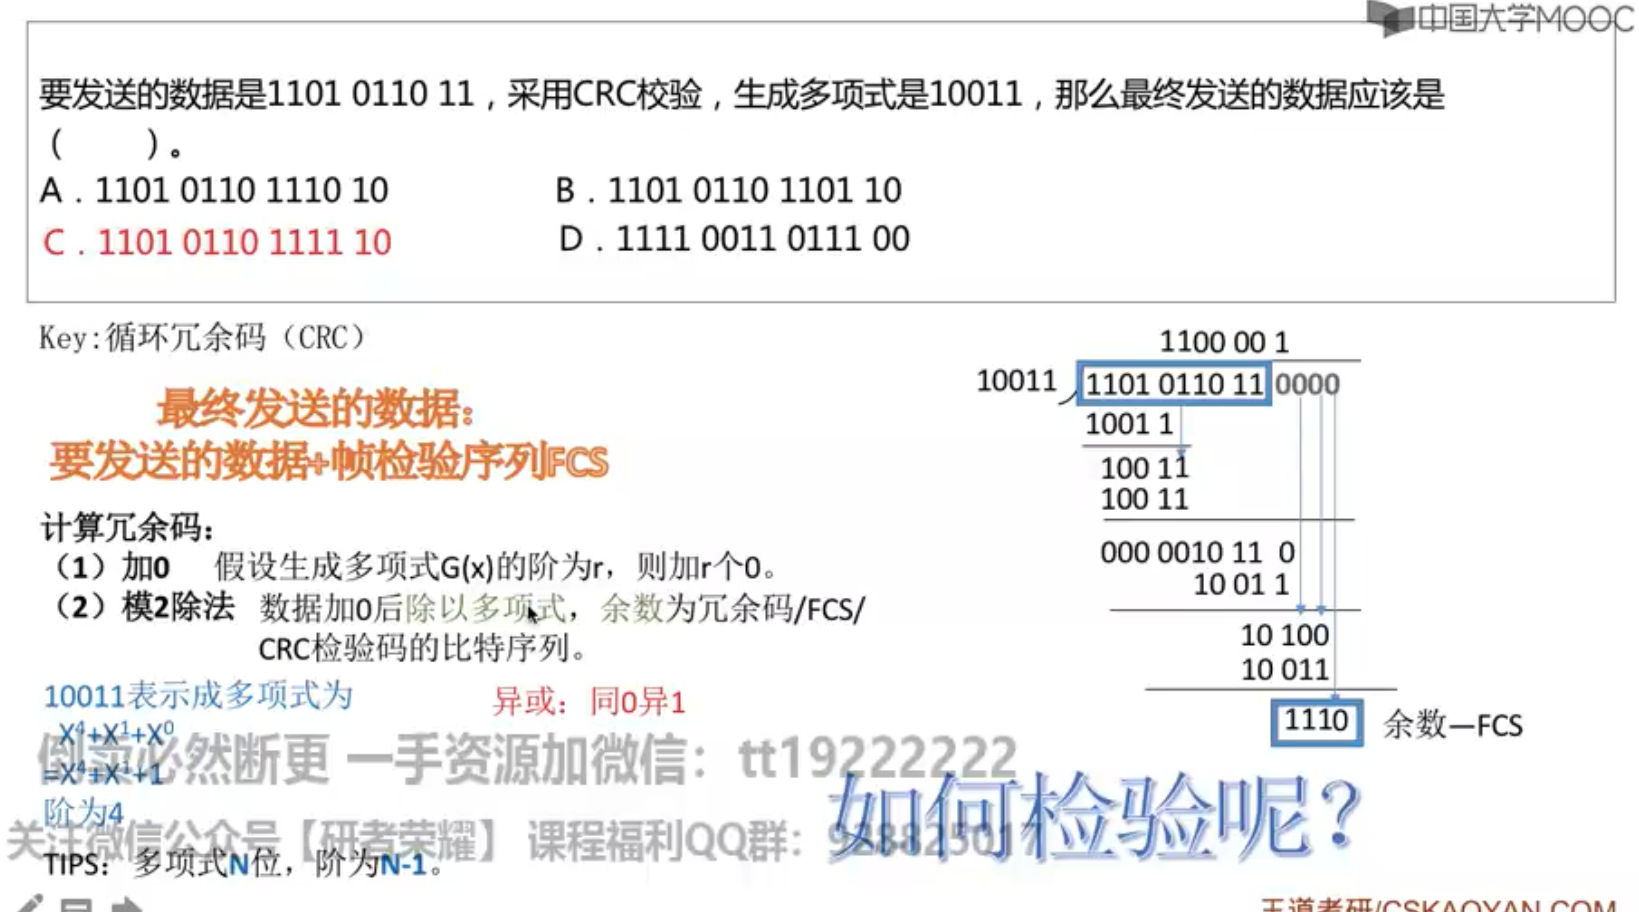 中国大学MOOC
要发送的数据是1101 0110 11，采用CRC校验，生成多项式是10011，那么最终发送的数据应该是
（　　）。
A．1101 0110 1110 10　B．1101 0110 1101 10
C．1101 0110 1111 10　D．1111 0011 0111 00
Key:循环冗余码（CRC）
最终发送的数据：
要发送的数据+帧检验序列FCS
计算冗余码：
（1）加0 假设生成多项式G(x)的阶为r，则加r个0。
（2）模2除法 数据加0后除以多项式，余数为冗余码/FCS/
CRC检验码的比特序列。
10011表示成多项式为
X⁴+X¹+X⁰
=X⁴+X¹+1
阶为4
TIPS：多项式N位，阶为N-1。
异或：同0异1
1100 00 1
10011
1101 0110 11 0000
1001 1
100 11
100 11
000 0010 11 0
10 01 1
10 100
10 011
1110 余数—FCS
如何检验呢？
必然断更 一手资源加微信：tt19222222
关注微信公众号【研者荣耀】 课程福利QQ群：928825017
王道考研/CSKAOYAN.COM